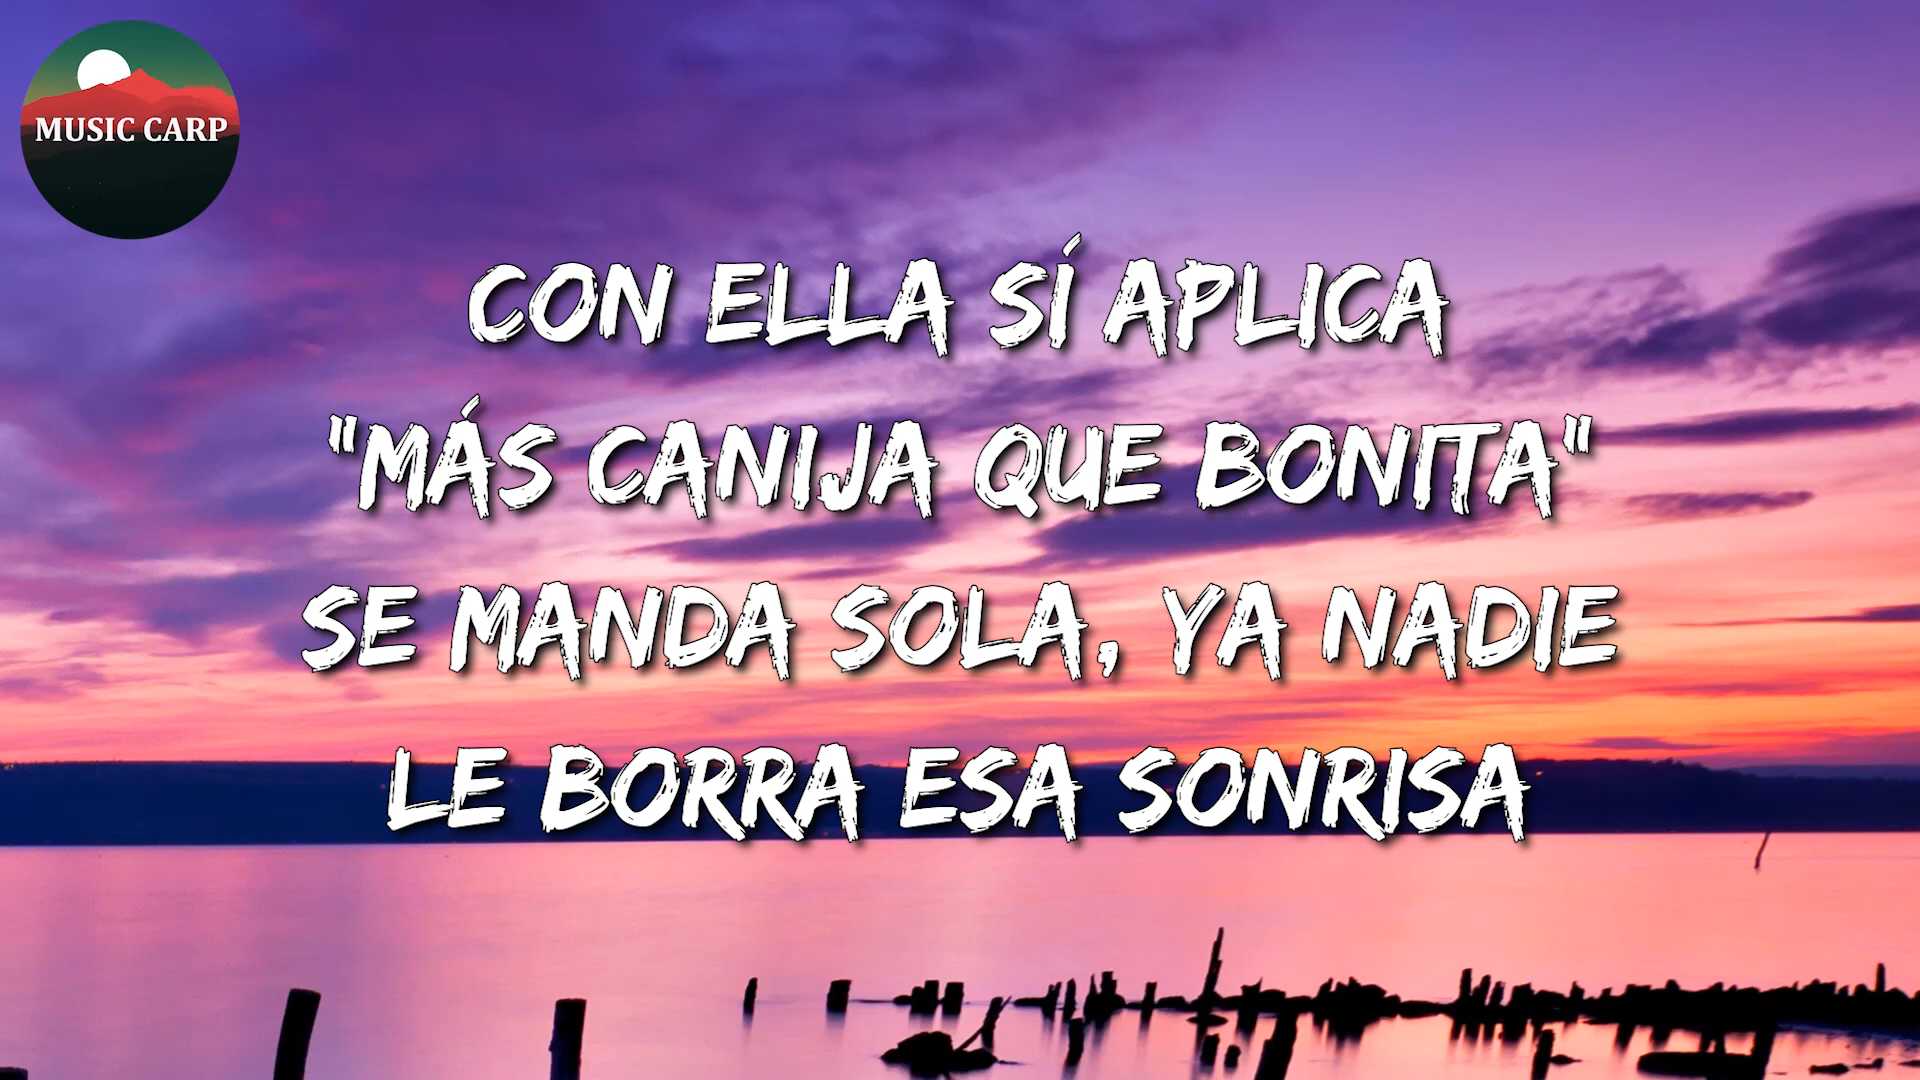 MUSIC CARP
CON ELLA SÍ APLICA
"MÁS CANIJA QUE BONITA"
SE MANDA SOLA, YA NADIE
LE BORRA ESA SONRISA